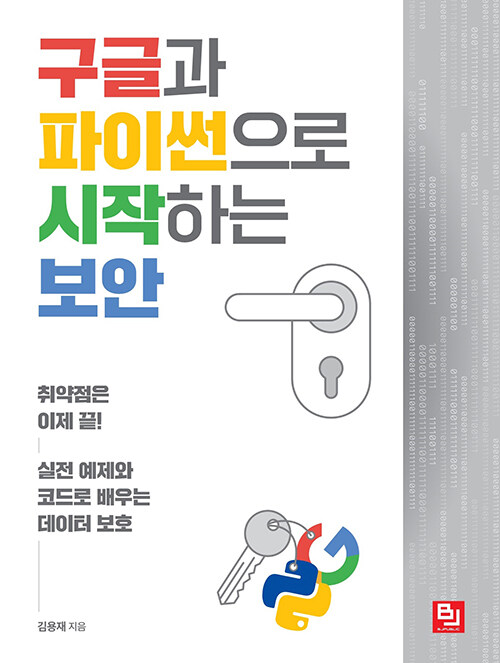 구글과
파이썬으로
시작하는
보안
취약점은
이제 끝!
실전 예제와
코드로 배우는
데이터 보호
김용재 지음
BJ
BJPUBLIC